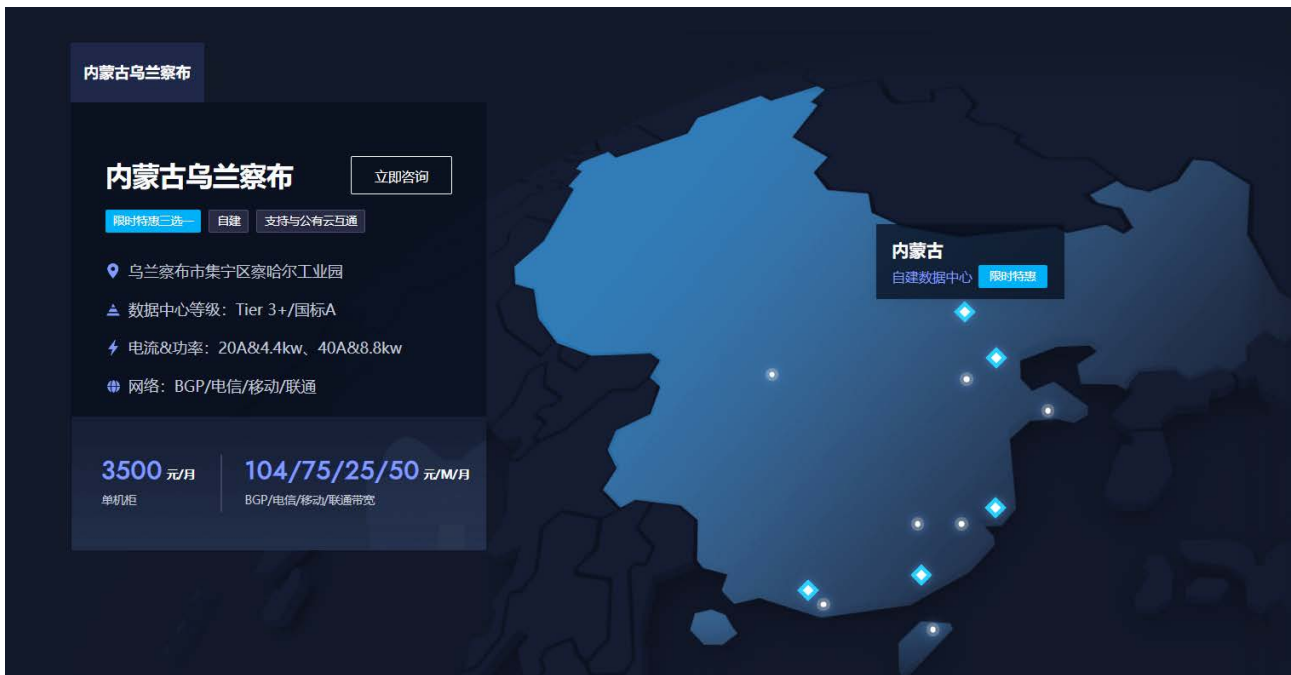 内蒙古乌兰察布
内蒙古乌兰察布
立即咨询
限时特惠三选一 自建 支持与公有云互通
乌兰察布市集宁区察哈尔工业园
数据中心等级：Tier 3+/国标A
电流&功率：20A&4.4kw、40A&8.8kw
网络：BGP/电信/移动/联通
3500 元/月
单机柜
104/75/25/50 元/M/月
BGP/电信/移动/联通带宽
内蒙古
自建数据中心 限时特惠